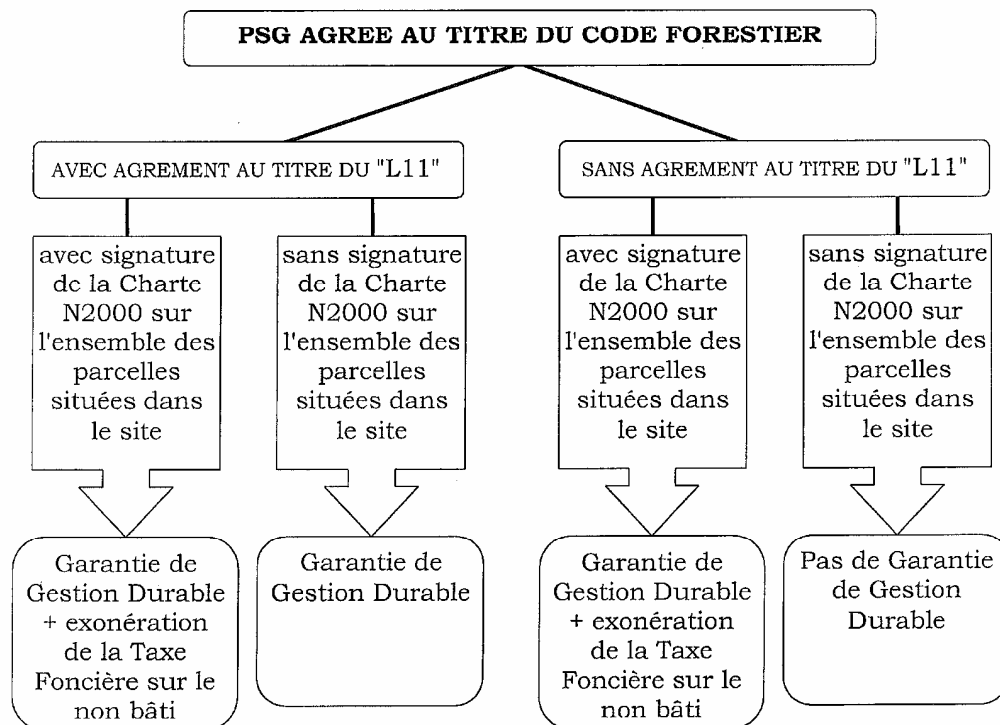 PSG AGREE AU TITRE DU CODE FORESTIER
AVEC AGREMENT AU TITRE DU "L11"
SANS AGREMENT AU TITRE DU "L11"
avec signature
de la Charte
N2000 sur
l'ensemble des
parcelles
situées dans
le site
sans signature
de la Charte
N2000 sur
l'ensemble des
parcelles
situées dans
le site
avec signature
de la Charte
N2000 sur
l'ensemble des
parcelles
situées dans
le site
sans signature
de la Charte
N2000 sur
l'ensemble des
parcelles
situées dans
le site
Garantie de
Gestion Durable
+ exonération
de la Taxe
Foncière sur le
non bâti
Garantie de
Gestion Durable
Garantie de
Gestion Durable
+ exonération
de la Taxe
Foncière sur le
non bâti
Pas de Garantie
de Gestion
Durable